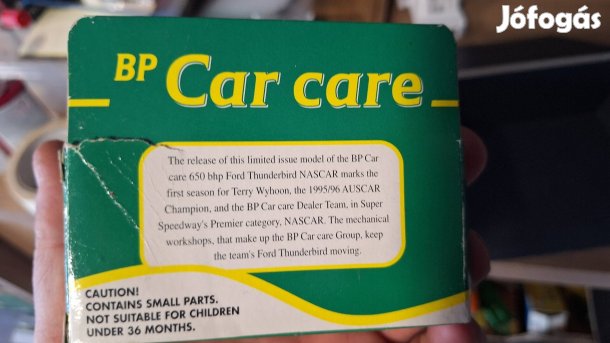 Jófogás
BP Car care
The release of this limited issue model of the BP Car
care 650 bhp Ford Thunderbird NASCAR marks the
first season for Terry Wyhoon, the 1995/96 AUSCAR
Champion, and the BP Car care Dealer Team, in Super
Speedway's Premier category, NASCAR. The mechanical
workshops, that make up the BP Car care Group, keep
the team's Ford Thunderbird moving.
CAUTION!
CONTAINS SMALL PARTS.
NOT SUITABLE FOR CHILDREN
UNDER 36 MONTHS.